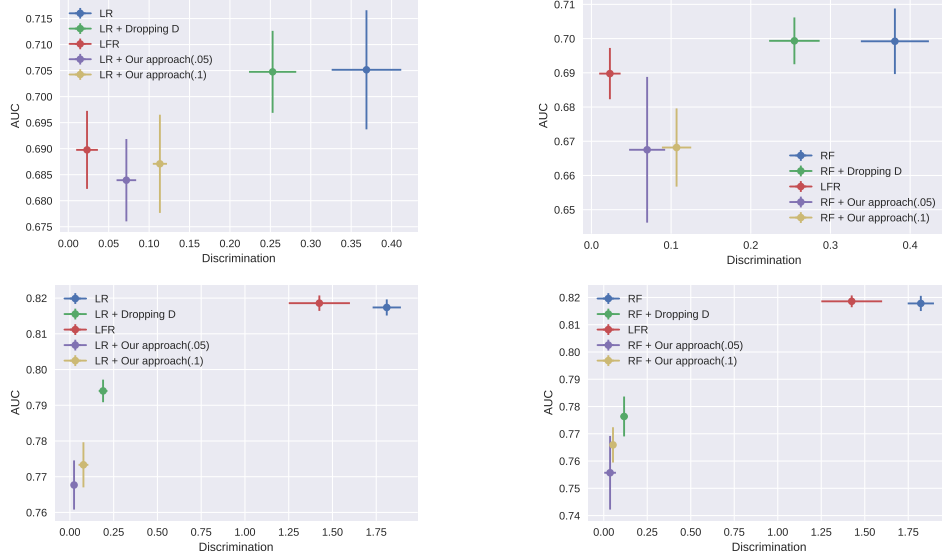 0.715
0.710
0.705
0.700
0.695
0.690
0.685
0.680
0.675
AUC
LR
LR + Dropping D
LFR
LR + Our approach(.05)
LR + Our approach(.1)
0.00 0.05 0.10 0.15 0.20 0.25 0.30 0.35 0.40
Discrimination
0.71
0.70
0.69
0.68
0.67
0.66
0.65
AUC
RF
RF + Dropping D
LFR
RF + Our approach(.05)
RF + Our approach(.1)
0.0 0.1 0.2 0.3 0.4
Discrimination
0.82
0.81
0.80
0.79
0.78
0.77
0.76
AUC
LR
LR + Dropping D
LFR
LR + Our approach(.05)
LR + Our approach(.1)
0.00 0.25 0.50 0.75 1.00 1.25 1.50 1.75
Discrimination
0.82
0.81
0.80
0.79
0.78
0.77
0.76
0.75
0.74
AUC
RF
RF + Dropping D
LFR
RF + Our approach(.05)
RF + Our approach(.1)
0.00 0.25 0.50 0.75 1.00 1.25 1.50 1.75
Discrimination